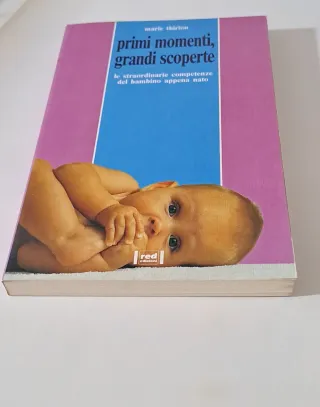 marie thirion
primi momenti,
grandi scoperte
le straordinarie competenze
del bambino appena nato
red
edizioni